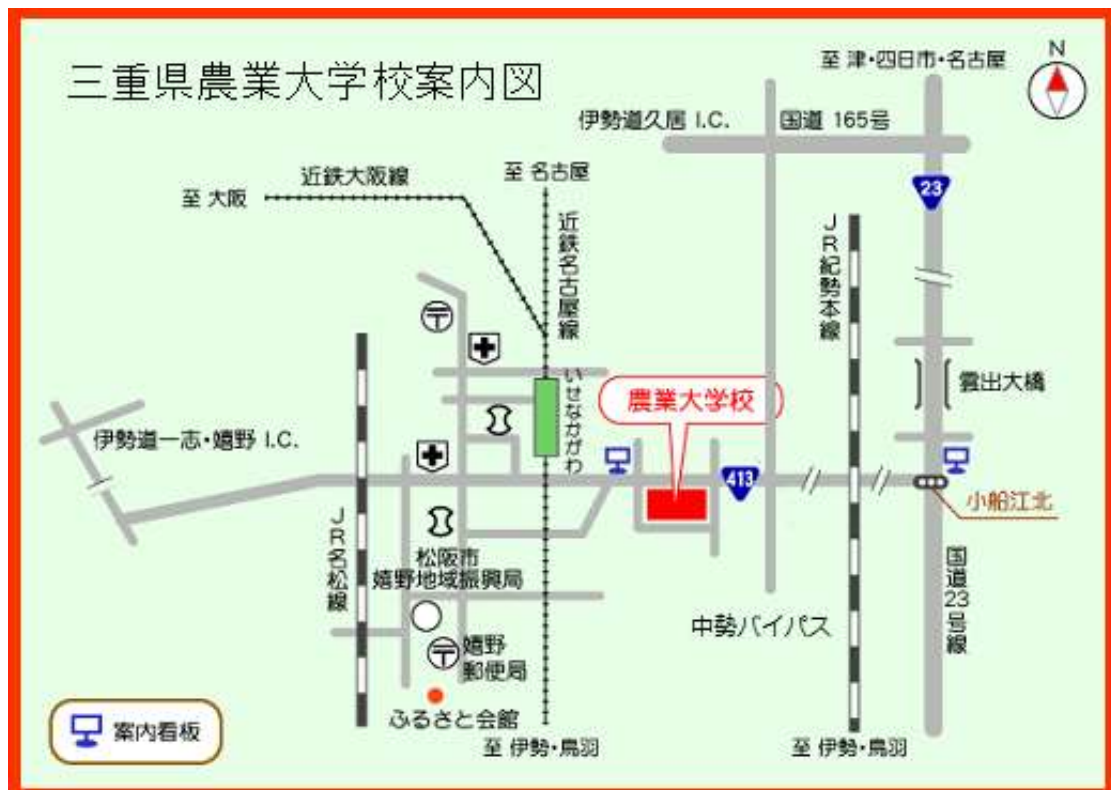 三重県農業大学校案内図
至 津・四日市・名古屋
N
伊勢道久居 I.C.
国道 165号
近鉄大阪線
至 名古屋
至 大阪
23
近鉄名古屋線
JR紀勢本線
いせなかがわ
農業大学校
雲出大橋
伊勢道一志・嬉野 I.C.
413
小船江北
JR名松線
松阪市
嬉野地域振興局
国道23号線
中勢バイパス
嬉野
郵便局
ふるさと会館
案内看板
至 伊勢・鳥羽
至 伊勢・鳥羽